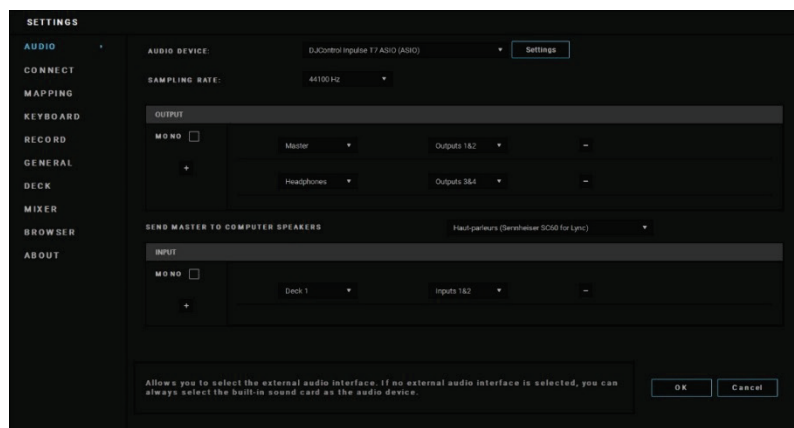 SETTINGS
AUDIO
CONNECT
MAPPING
KEYBOARD
RECORD
GENERAL
DECK
MIXER
BROWSER
ABOUT
AUDIO DEVICE: DJControl Inpulse T7 ASIO (ASIO) Settings
SAMPLING RATE: 44100 Hz
OUTPUT
MONO
Master Outputs 1&2 –
+
Headphones Outputs 3&4 –
SEND MASTER TO COMPUTER SPEAKERS Haut-parleurs (Sennheiser SC60 for Lync)
INPUT
MONO
Deck 1 Inputs 1&2 –
+
Allows you to select the external audio interface. If no external audio interface is selected, you can
always select the built-in sound card as the audio device.
OK Cancel